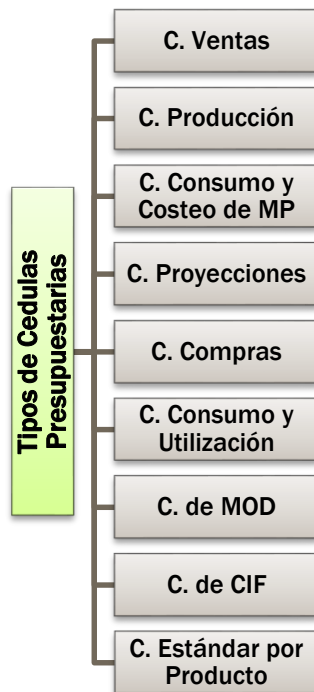 Tipos de Cedulas
Presupuestarias
C. Ventas
C. Producción
C. Consumo y
Costeo de MP
C. Proyecciones
C. Compras
C. Consumo y
Utilización
C. de MOD
C. de CIF
C. Estándar por
Producto